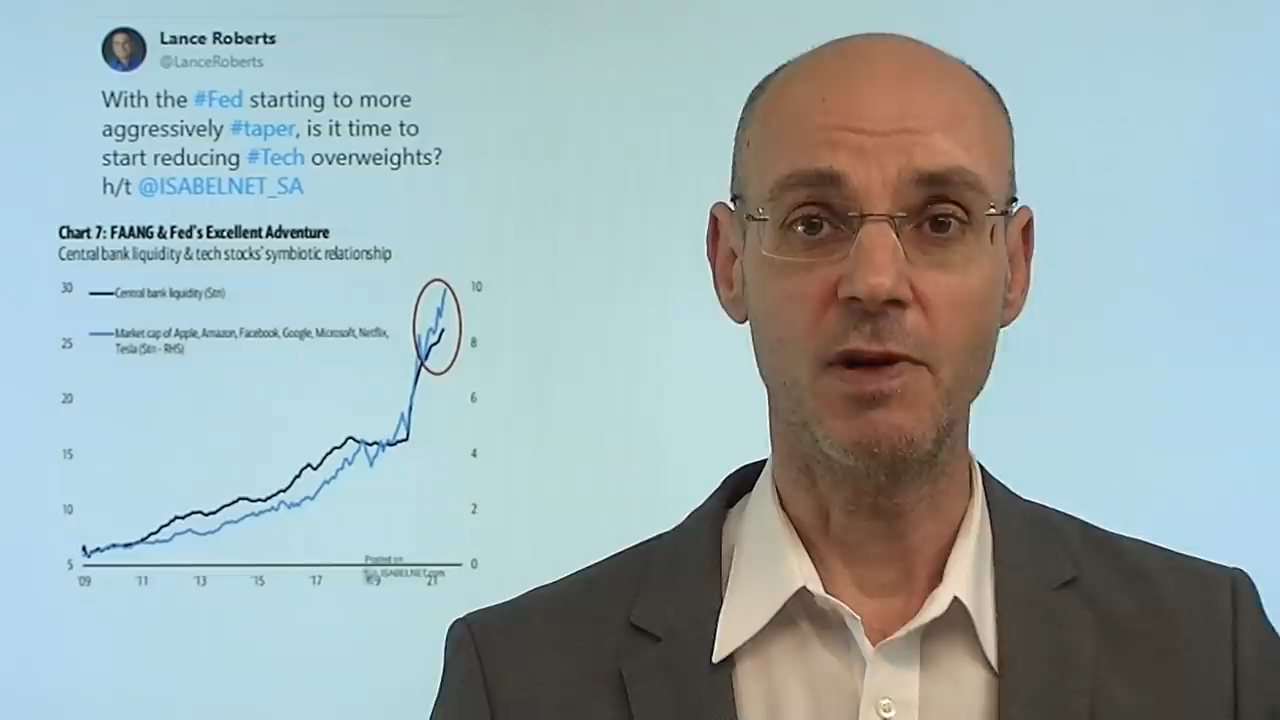 Lance Roberts
@LanceRoberts
With the #Fed starting to more
aggressively #taper, is it time to
start reducing #Tech overweights?
h/t @ISABELNET_SA
Chart 7: FAANG & Fed's Excellent Adventure
Central bank liquidity & tech stocks' symbiotic relationship
30
10
Central bank liquidity ($tn)
Market cap of Apple, Amazon, Facebook, Google, Microsoft, Netflix,
Tesla ($tn - RHS)
25
8
20
6
15
4
10
2
5
0
Posted on
ISABELNET.com
'09
'11
'13
'15
'17
'19
'21